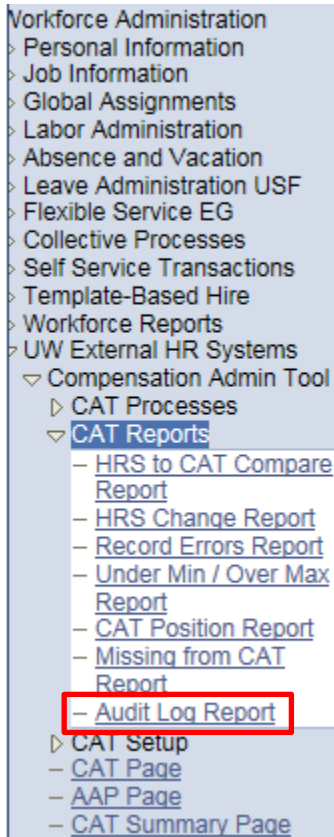 Workforce Administration
Personal Information
Job Information
Global Assignments
Labor Administration
Absence and Vacation
Leave Administration USF
Flexible Service EG
Collective Processes
Self Service Transactions
Template-Based Hire
Workforce Reports
UW External HR Systems
Compensation Admin Tool
CAT Processes
CAT Reports
– HRS to CAT Compare
Report
– HRS Change Report
– Record Errors Report
– Under Min / Over Max
Report
– CAT Position Report
– Missing from CAT
Report
– Audit Log Report
CAT Setup
– CAT Page
– AAP Page
– CAT Summary Page